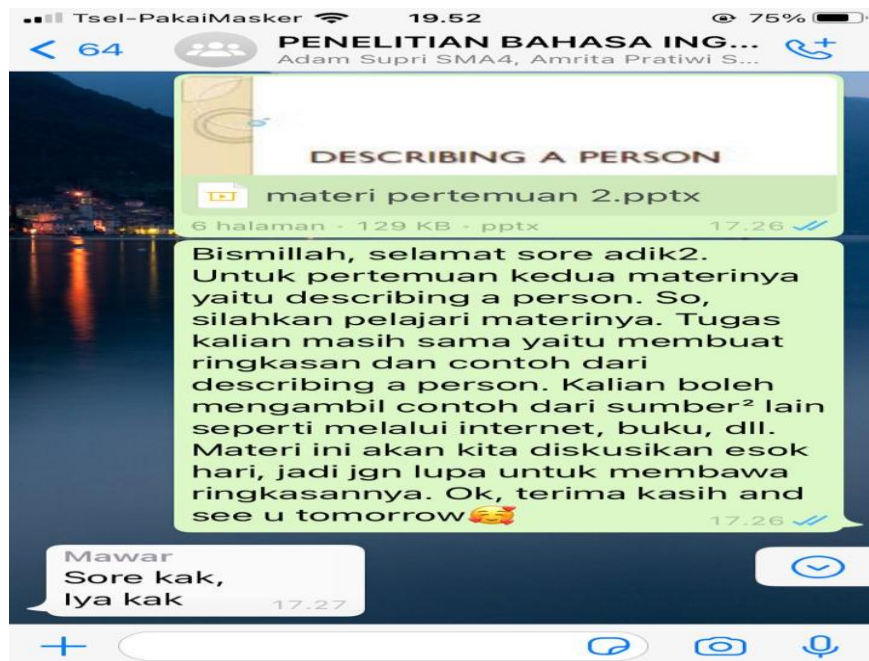 Tsel-PakaiMasker 19.52 75%
64 PENELITIAN BAHASA ING...
Adam Supri SMA4, Amrita Pratiwi S...
DESCRIBING A PERSON
materi pertemuan 2.pptx
6 halaman · 129 KB · pptx 17.26
Bismillah, selamat sore adik2.
Untuk pertemuan kedua materinya
yaitu describing a person. So,
silahkan pelajari materinya. Tugas
kalian masih sama yaitu membuat
ringkasan dan contoh dari
describing a person. Kalian boleh
mengambil contoh dari sumber² lain
seperti melalui internet, buku, dll.
Materi ini akan kita diskusikan esok
hari, jadi jgn lupa untuk membawa
ringkasannya. Ok, terima kasih and
see u tomorrow🥰 17.26
Mawar
Sore kak,
Iya kak 17.27